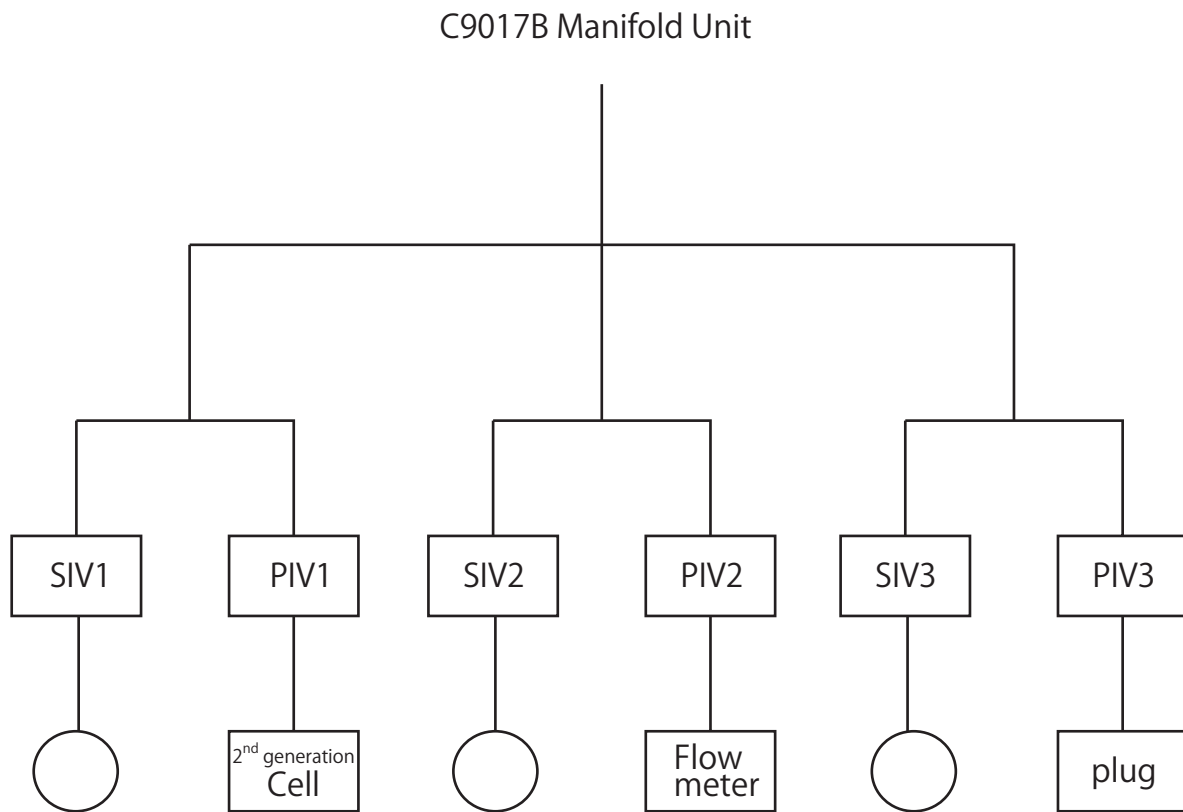 C9017B Manifold Unit
SIV1
PIV1
SIV2
PIV2
SIV3
PIV3
2nd generation
Cell
Flow
meter
plug